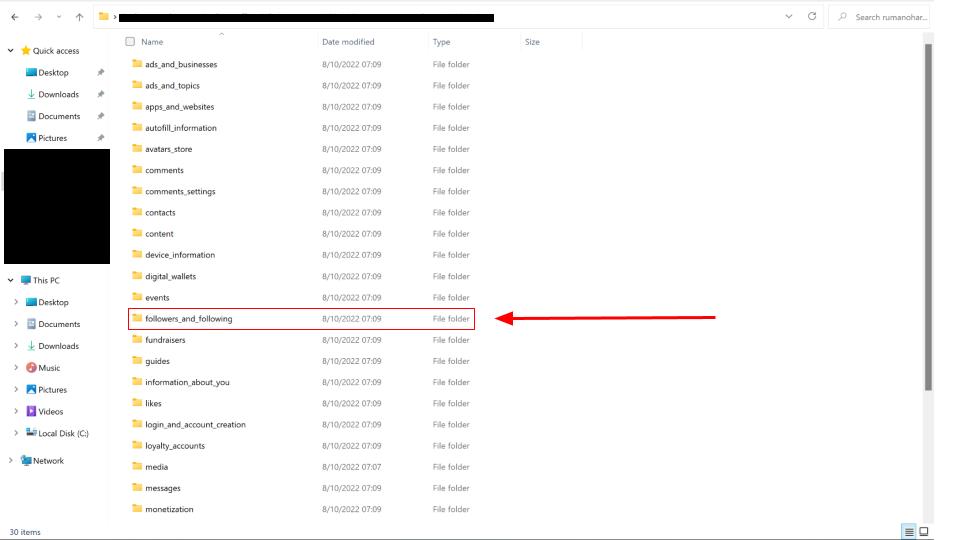 Search rumanohar...
Name Date modified Type Size
Quick access
Desktop
Downloads
Documents
Pictures
This PC
Desktop
Documents
Downloads
Music
Pictures
Videos
Local Disk (C:)
Network
ads_and_businesses 8/10/2022 07:09 File folder
ads_and_topics 8/10/2022 07:09 File folder
apps_and_websites 8/10/2022 07:09 File folder
autofill_information 8/10/2022 07:09 File folder
avatars_store 8/10/2022 07:09 File folder
comments 8/10/2022 07:09 File folder
comments_settings 8/10/2022 07:09 File folder
contacts 8/10/2022 07:09 File folder
content 8/10/2022 07:09 File folder
device_information 8/10/2022 07:09 File folder
digital_wallets 8/10/2022 07:09 File folder
events 8/10/2022 07:09 File folder
followers_and_following 8/10/2022 07:09 File folder
fundraisers 8/10/2022 07:09 File folder
guides 8/10/2022 07:09 File folder
information_about_you 8/10/2022 07:09 File folder
likes 8/10/2022 07:09 File folder
login_and_account_creation 8/10/2022 07:09 File folder
loyalty_accounts 8/10/2022 07:09 File folder
media 8/10/2022 07:07 File folder
messages 8/10/2022 07:09 File folder
monetization 8/10/2022 07:09 File folder
30 items